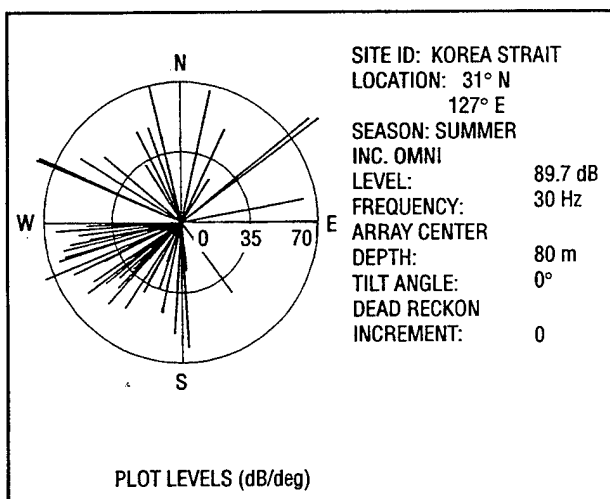 N
W
E
S
0 35 70
SITE ID: KOREA STRAIT
LOCATION: 31° N
127° E
SEASON: SUMMER
INC. OMNI
LEVEL: 89.7 dB
FREQUENCY: 30 Hz
ARRAY CENTER
DEPTH: 80 m
TILT ANGLE: 0°
DEAD RECKON
INCREMENT: 0
PLOT LEVELS (dB/deg)